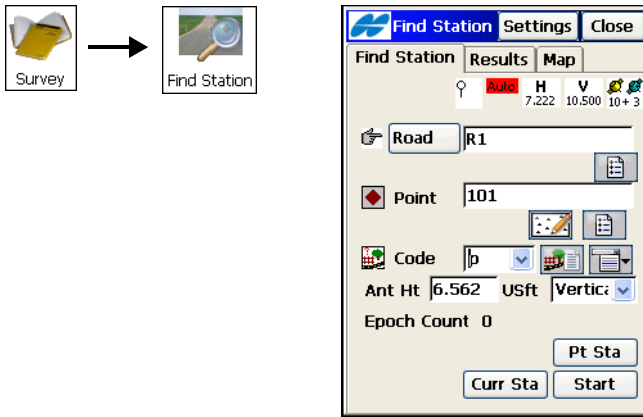 Survey
Find Station
Find Station Settings Close
Find Station Results Map
Auto H V
7.222 10.500 10+3
Road R1
Point 101
Code p
Ant Ht 6.562 USft Vertica
Epoch Count 0
Pt Sta
Curr Sta Start